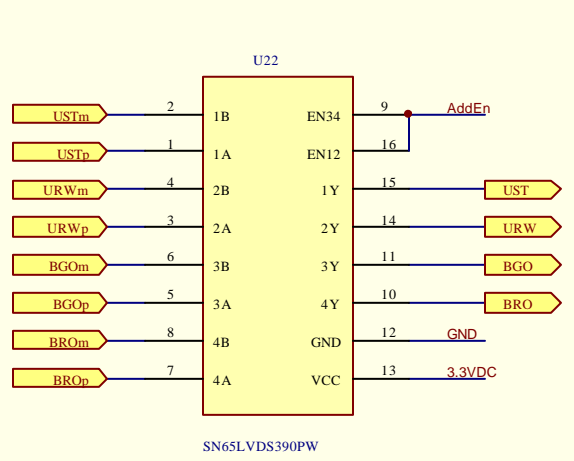 U22
USTm 2 1B EN34 9 AddEn
USTp 1 1A EN12 16
URWm 4 2B 1Y 15 UST
URWp 3 2A 2Y 14 URW
BGOm 6 3B 3Y 11 BGO
BGOp 5 3A 4Y 10 BRO
BROm 8 4B GND 12 GND
BROp 7 4A VCC 13 3.3VDC
SN65LVDS390PW